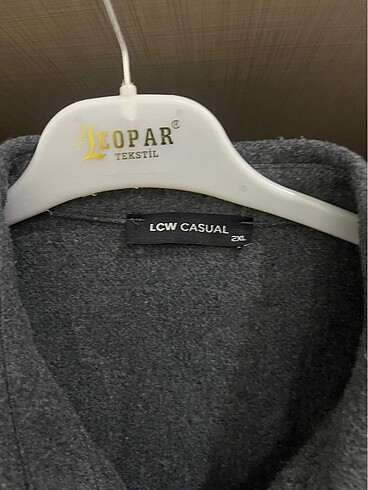 LEOPAR®
TEKSTİL
LCW CASUAL
2XL